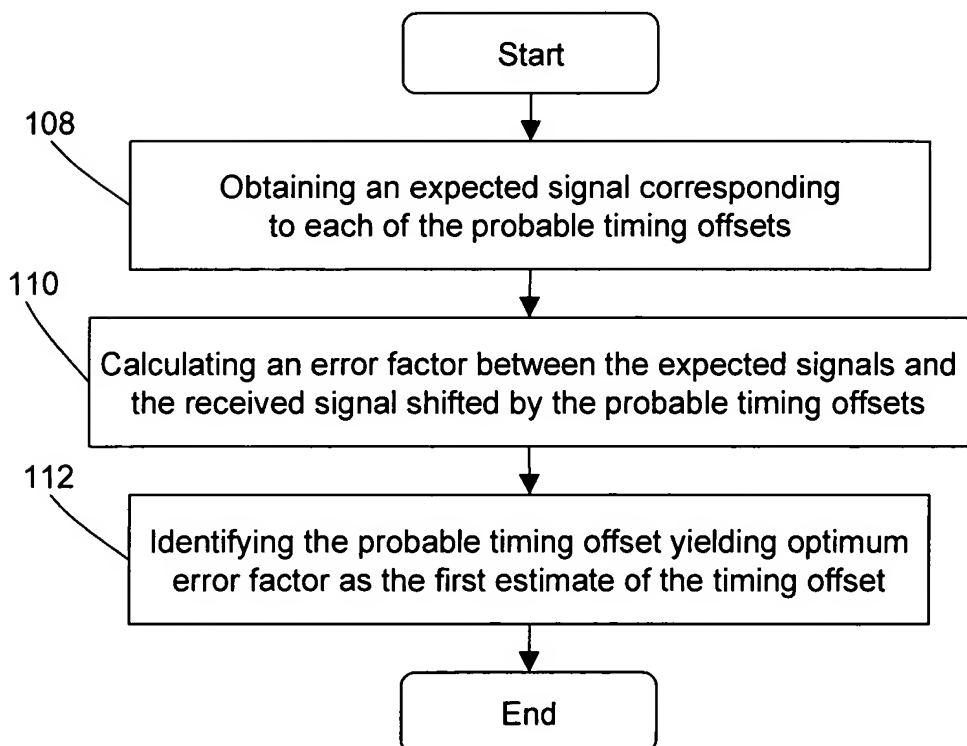 Start
108
Obtaining an expected signal corresponding
to each of the probable timing offsets
110
Calculating an error factor between the expected signals and
the received signal shifted by the probable timing offsets
112
Identifying the probable timing offset yielding optimum
error factor as the first estimate of the timing offset
End